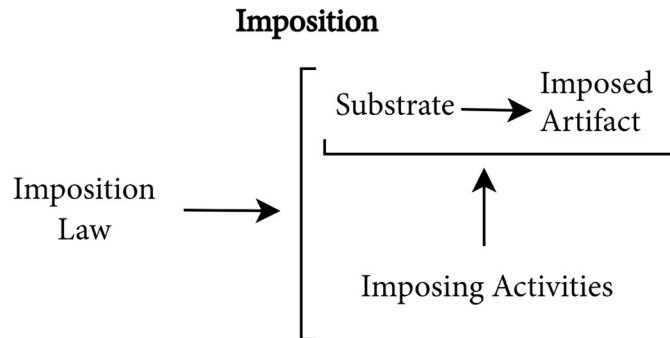 Imposition
Substrate
Imposed
Artifact
Imposition
Law
Imposing Activities